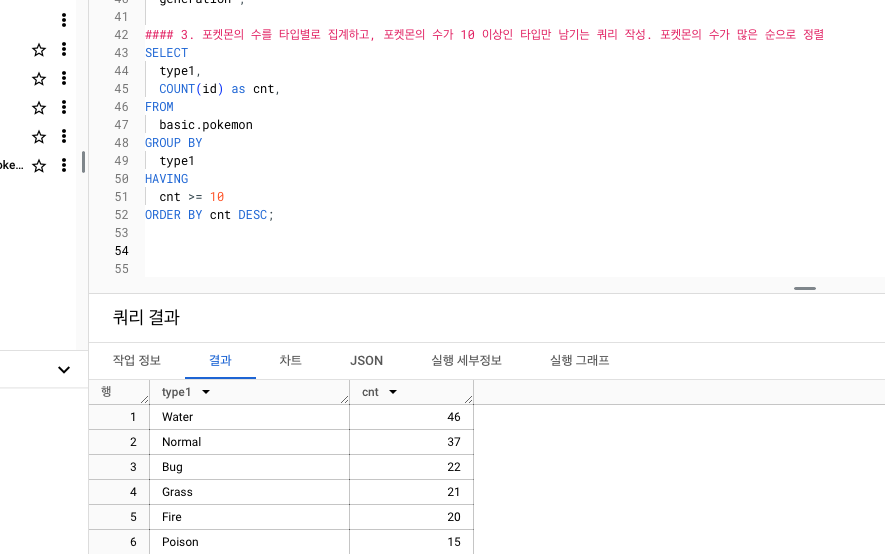 40 generation ;
41
42 #### 3. 포켓몬의 수를 타입별로 집계하고, 포켓몬의 수가 10 이상인 타입만 남기는 쿼리 작성. 포켓몬의 수가 많은 순으로 정렬
43 SELECT
44 type1,
45 COUNT(id) as cnt,
46 FROM
47 basic.pokemon
48 GROUP BY
49 type1
50 HAVING
51 cnt >= 10
52 ORDER BY cnt DESC;
53
54
55
oke...
쿼리 결과
작업 정보 결과 차트 JSON 실행 세부정보 실행 그래프
행 type1 cnt
1 Water 46
2 Normal 37
3 Bug 22
4 Grass 21
5 Fire 20
6 Poison 15